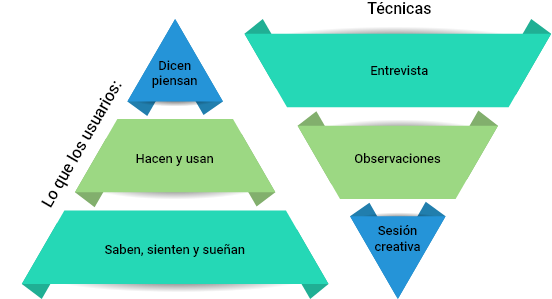 Técnicas
Lo que los usuarios:
Dicen
piensan
Hacen y usan
Saben, sienten y sueñan
Entrevista
Observaciones
Sesión
creativa